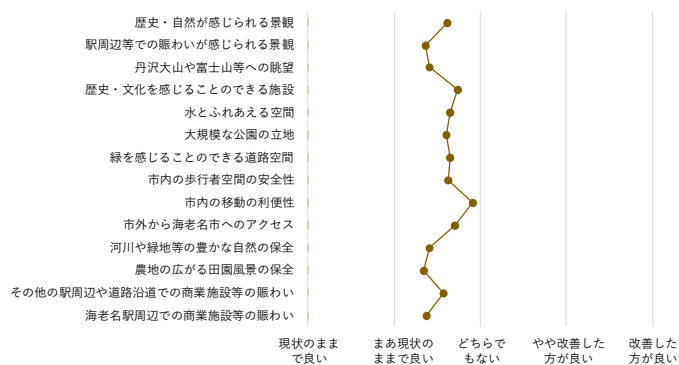 歴史・自然が感じられる景観
駅周辺等での賑わいが感じられる景観
丹沢大山や富士山等への眺望
歴史・文化を感じることのできる施設
水とふれあえる空間
大規模な公園の立地
緑を感じることのできる道路空間
市内の歩行者空間の安全性
市内の移動の利便性
市外から海老名市へのアクセス
河川や緑地等の豊かな自然の保全
農地の広がる田園風景の保全
その他の駅周辺や道路沿道での商業施設等の賑わい
海老名駅周辺での商業施設等の賑わい
現状のまま
で良い
まあ現状の
ままで良い
どちらで
もない
やや改善した
方が良い
改善した
方が良い